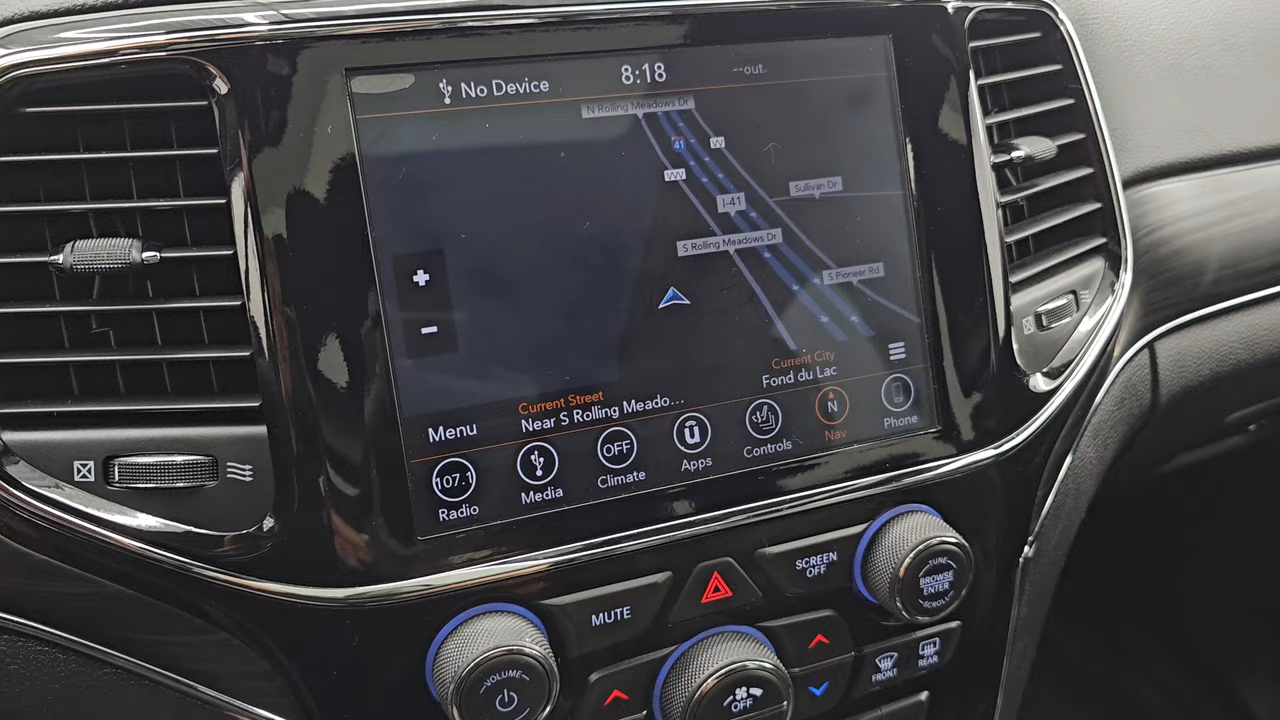 No Device
8:18
--out.
N Rolling Meadows Dr
41
W
VVV
Sullivan Dr
I-41
S Rolling Meadows Dr
S Pioneer Rd
+
-
Current City
Fond du Lac
Current Street
Near S Rolling Meado...
Menu
107.1
OFF
N
Radio
Media
Climate
Apps
Controls
Nav
Phone
SCREEN
OFF
MUTE
TUNE
BROWSE
ENTER
SCROLL
VOLUME
OFF
FRONT
REAR